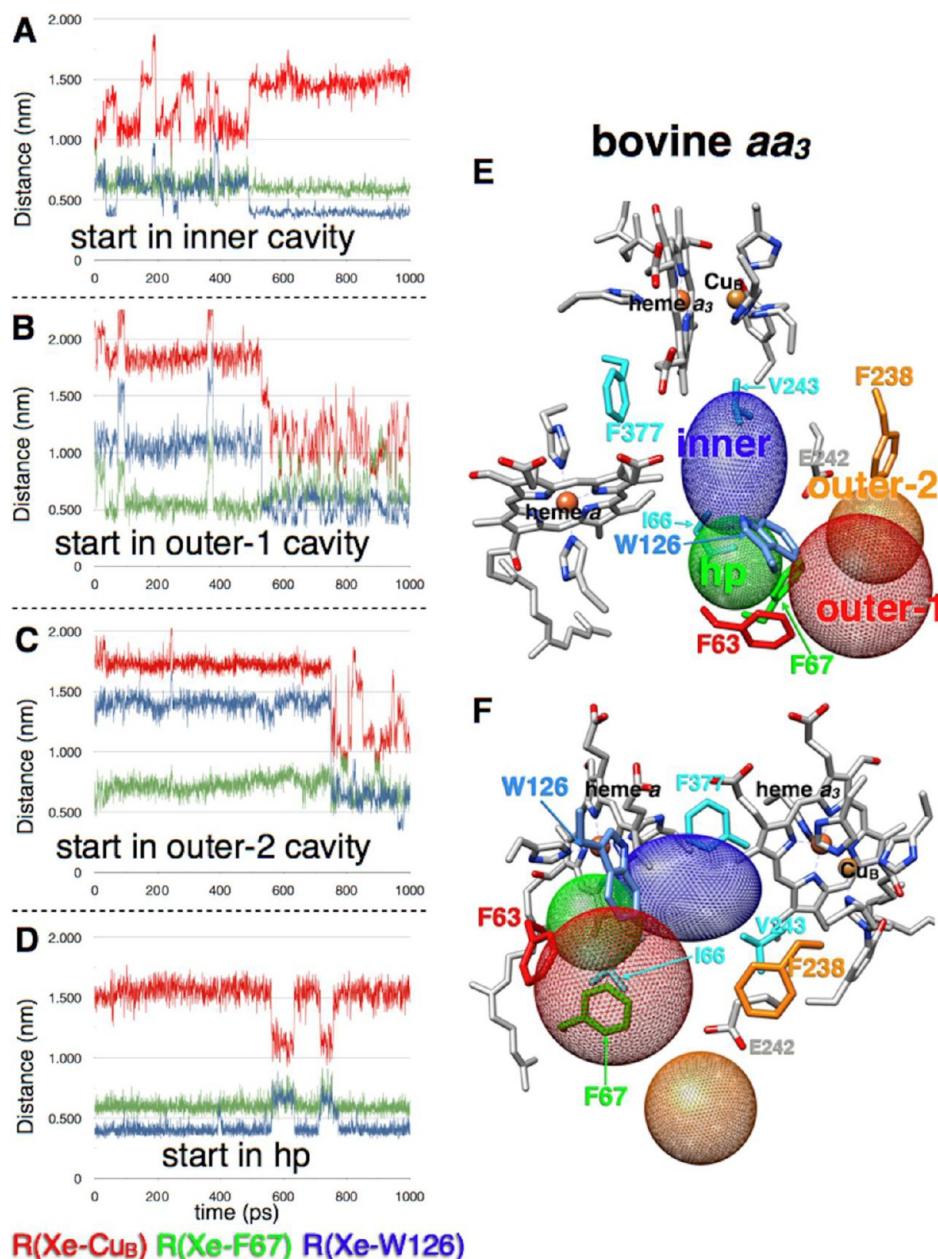 A
2.000
1.500
1.000
0.500
0
Distance (nm)
start in inner cavity
0 200 400 600 800 1000
B
2.000
1.500
1.000
0.500
0
Distance (nm)
start in outer-1 cavity
0 200 400 600 800 1000
C
2.000
1.500
1.000
0.500
0
Distance (nm)
start in outer-2 cavity
0 200 400 600 800 1000
D
2.000
1.500
1.000
0.500
0
Distance (nm)
start in hp
0 200 400 600 800 1000
time (ps)
R(Xe-CuB) R(Xe-F67) R(Xe-W126)
bovine aa3
E
CuB
heme a3
V243
F238
F377
inner
E242
outer-2
heme a
I66
W126
hp
outer-1
F63
F67
F
W126
heme a
F377
heme a3
CuB
F63
V243
I66
F238
E242
F67